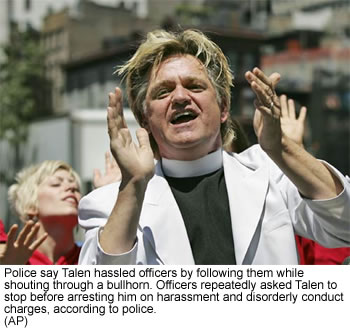 Police say Talen hassled officers by following them while
shouting through a bullhorn. Officers repeatedly asked Talen to
stop before arresting him on harassment and disorderly conduct
charges, according to police.
(AP)